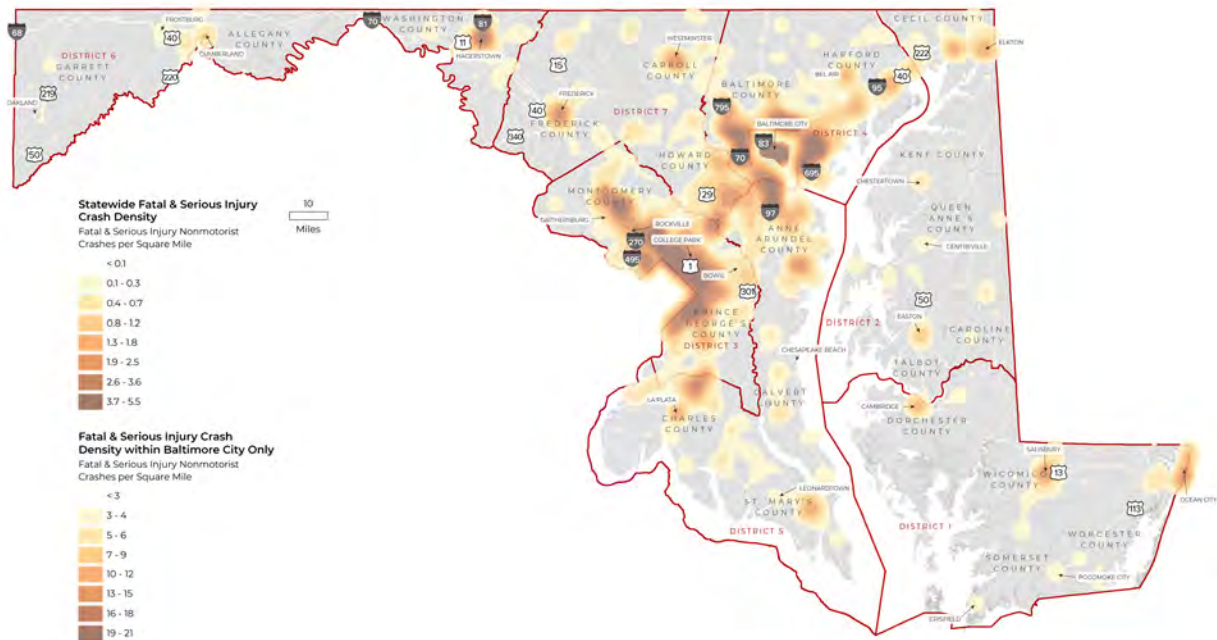 FROSTBURG
68
40
ALLEGANY
COUNTY
CUMBERLAND
DISTRICT 6
GARRETT
COUNTY
220
219
OAKLAND
50
70
WASHINGTON
COUNTY
81
11
HAGERSTOWN
15
40
FREDERICK
FREDERICK
COUNTY
340
WESTMINSTER
CARROLL
COUNTY
DISTRICT 7
BALTIMORE
COUNTY
795
BALTIMORE CITY
83
DISTRICT 4
70
695
HARFORD
COUNTY
BEL AIR
95
40
222
CECIL COUNTY
ELKTON
KENT COUNTY
CHESTERTOWN
QUEEN
ANNE'S
COUNTY
CENTREVILLE
HOWARD
COUNTY
29
97
ANNE
ARUNDEL
COUNTY
MONTGOMERY
COUNTY
GAITHERSBURG
ROCKVILLE
270
COLLEGE PARK
495
1
BOWIE
301
PRINCE
GEORGE'S
COUNTY
DISTRICT 3
50
EASTON
DISTRICT 2
CAROLINE
COUNTY
TALBOT
COUNTY
CHESAPEAKE BEACH
CALVERT
COUNTY
LA PLATA
CHARLES
COUNTY
CAMBRIDGE
DORCHESTER
COUNTY
LEONARDTOWN
ST. MARY'S
COUNTY
DISTRICT 5
DISTRICT 1
SALISBURY
WICOMICO
COUNTY
13
OCEAN CITY
113
WORCESTER
COUNTY
SOMERSET
COUNTY
POCOMOKE CITY
CRISFIELD
Statewide Fatal & Serious Injury
Crash Density
Fatal & Serious Injury Nonmotorist
Crashes per Square Mile
< 0.1
0.1 - 0.3
0.4 - 0.7
0.8 - 1.2
1.3 - 1.8
1.9 - 2.5
2.6 - 3.6
3.7 - 5.5
10
Miles
Fatal & Serious Injury Crash
Density within Baltimore City Only
Fatal & Serious Injury Nonmotorist
Crashes per Square Mile
< 3
3 - 4
5 - 6
7 - 9
10 - 12
13 - 15
16 - 18
19 - 21